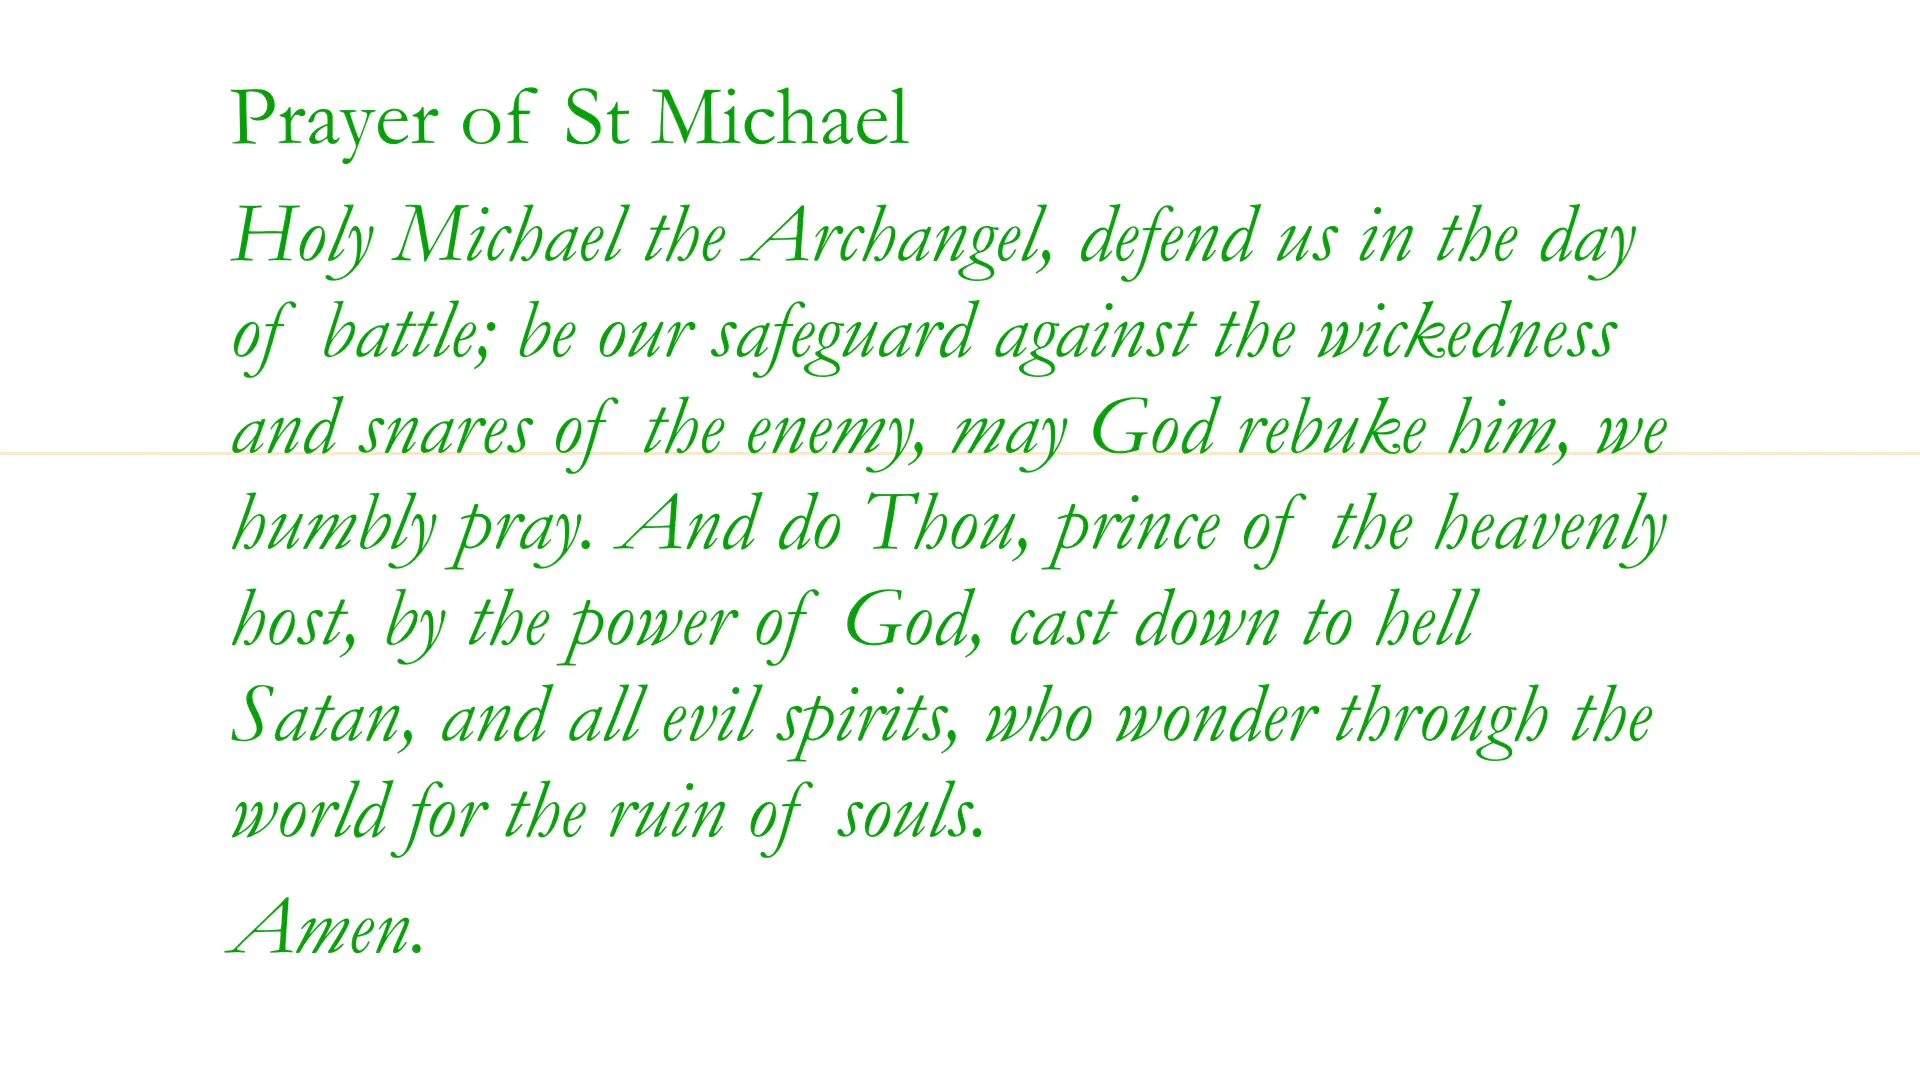 Prayer of St Michael
Holy Michael the Archangel, defend us in the day
of battle; be our safeguard against the wickedness
and snares of the enemy, may God rebuke him, we
humbly pray. And do Thou, prince of the heavenly
host, by the power of God, cast down to hell
Satan, and all evil spirits, who wonder through the
world for the ruin of souls.
Amen.